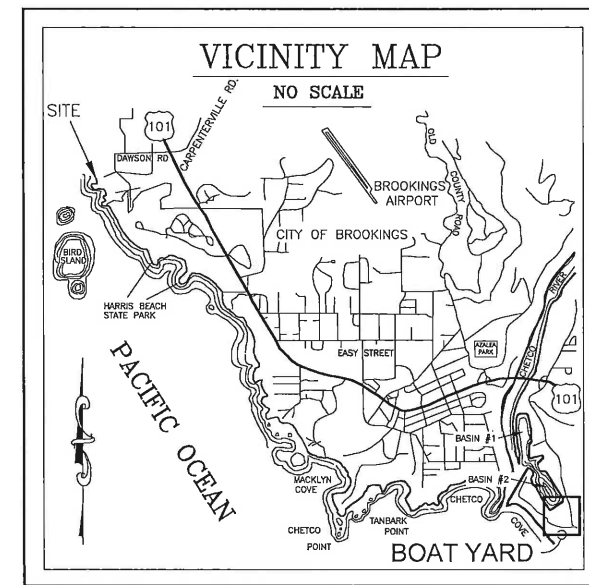 VICINITY MAP
NO SCALE
SITE
101
DAWSON RD
CARPENTERVILLE RD.
OLD
COUNTY
ROAD
BROOKINGS
AIRPORT
CITY OF BROOKINGS
BIRD
ISLAND
HARRIS BEACH
STATE PARK
RIVER
CHETCO
EASY STREET
AZALEA
PARK
PACIFIC OCEAN
101
BASIN #1
BASIN #2
MACKLYN
COVE
CHETCO
COVE
TANBARK
POINT
CHETCO
POINT
BOAT YARD